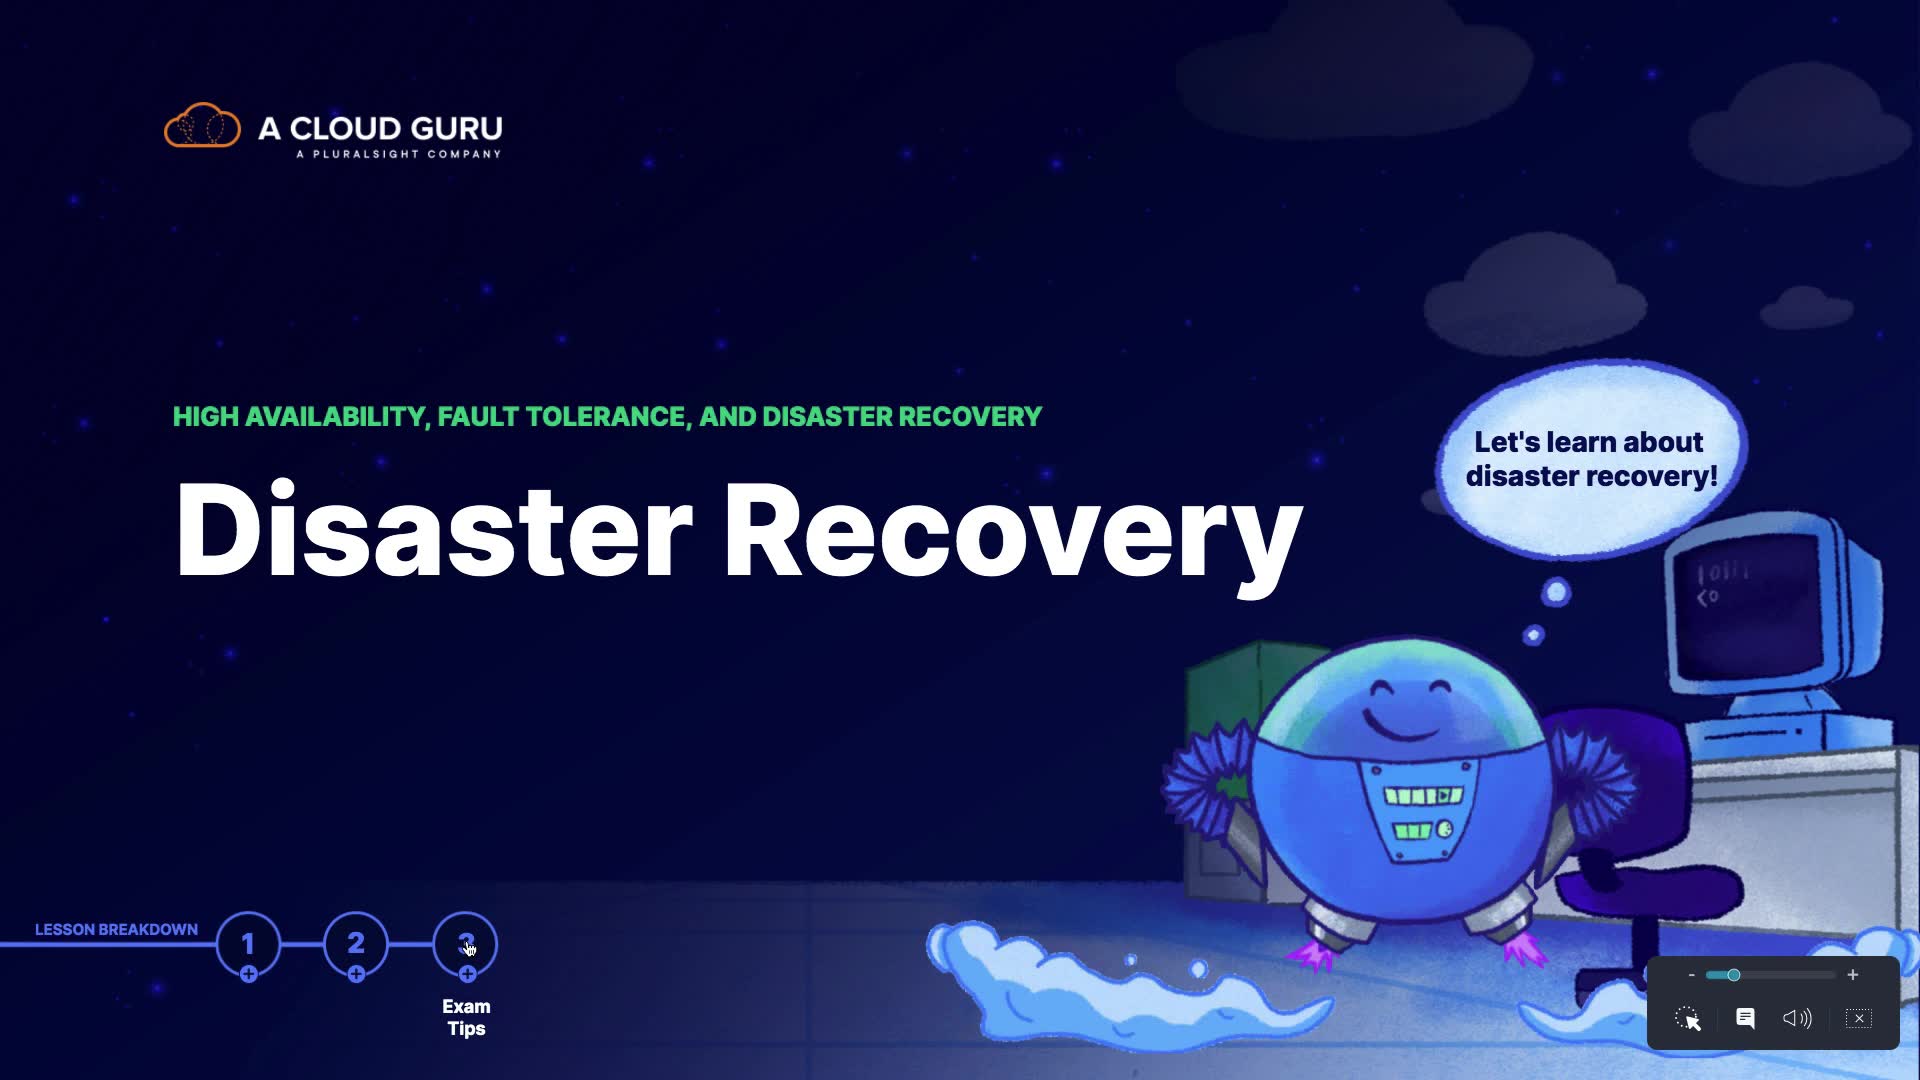 A CLOUD GURU
A PLURALSIGHT COMPANY
HIGH AVAILABILITY, FAULT TOLERANCE, AND DISASTER RECOVERY
Disaster Recovery
Let's learn about
disaster recovery!
LESSON BREAKDOWN
1
2
3
Exam
Tips